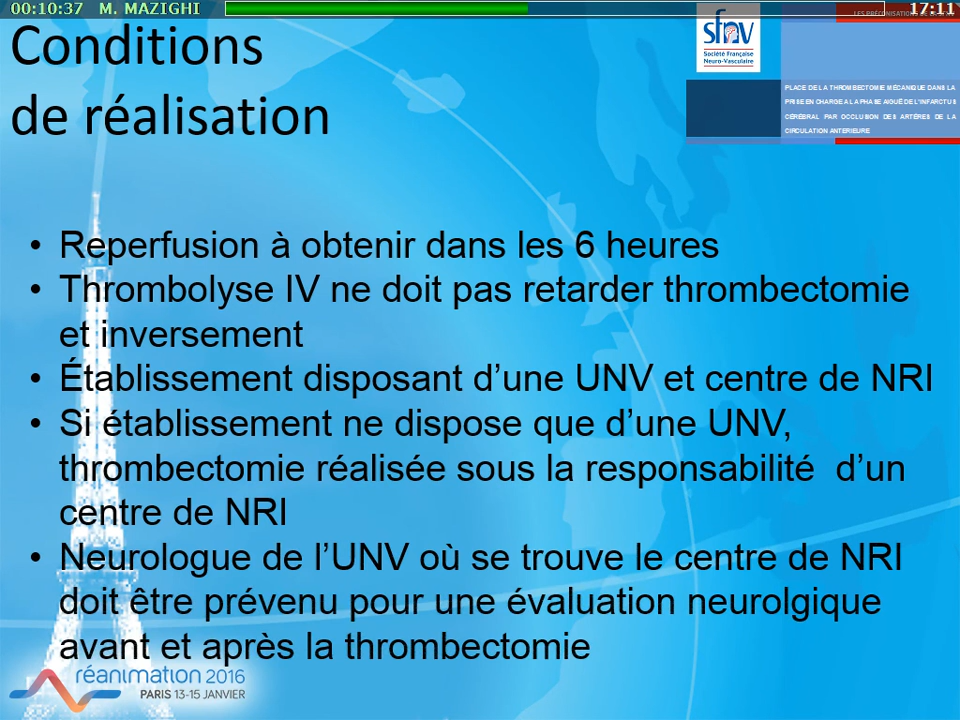 00:10:37 M. MAZIGHI
17:11
LES PRÉCONISATIONS DE LA SFNV
Conditions
de réalisation
sfnv
Société Française
Neuro-Vasculaire
PLACE DE LA THROMBECTOMIE MÉCANIQUE DANS LA
PRISE EN CHARGE A LA PHASE AIGUË DE L'INFARCTUS
CÉRÉBRAL PAR OCCLUSION DES ARTÈRES DE LA
CIRCULATION ANTERIEURE
• Reperfusion à obtenir dans les 6 heures
• Thrombolyse IV ne doit pas retarder thrombectomie
et inversement
• Établissement disposant d’une UNV et centre de NRI
• Si établissement ne dispose que d’une UNV,
thrombectomie réalisée sous la responsabilité d’un
centre de NRI
• Neurologue de l’UNV où se trouve le centre de NRI
doit être prévenu pour une évaluation neurolgique
avant et après la thrombectomie
réanimation 2016
PARIS 13-15 JANVIER